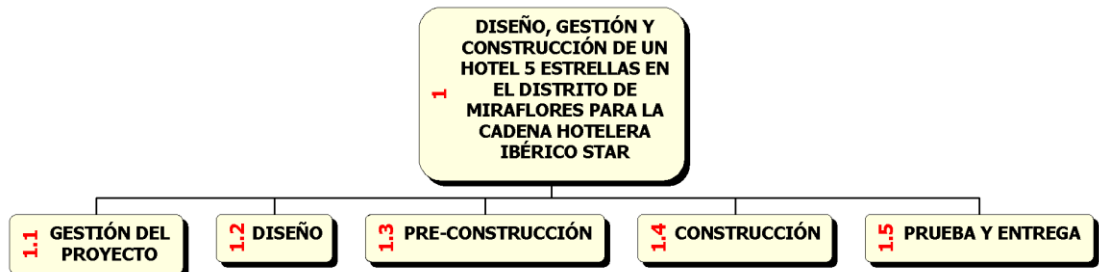 DISEÑO, GESTIÓN Y
CONSTRUCCIÓN DE UN
HOTEL 5 ESTRELLAS EN
EL DISTRITO DE
MIRAFLORES PARA LA
CADENA HOTELERA
IBÉRICO STAR
1
1.1 GESTIÓN DEL
PROYECTO
1.2 DISEÑO
1.3 PRE-CONSTRUCCIÓN
1.4 CONSTRUCCIÓN
1.5 PRUEBA Y ENTREGA